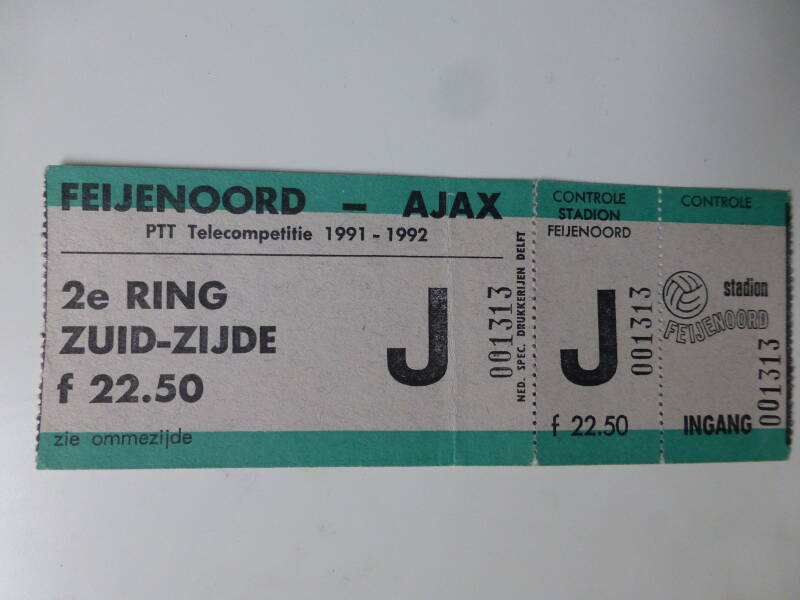 FEIJENOORD – AJAX
PTT Telecompetitie 1991 - 1992
2e RING
ZUID-ZIJDE
f 22.50
J
001313
NED. SPEC. DRUKKERIJEN DELFT
zie ommezijde
CONTROLE
STADION
FEIJENOORD
J
001313
f 22.50
CONTROLE
stadion
FEIJENOORD
001313
INGANG